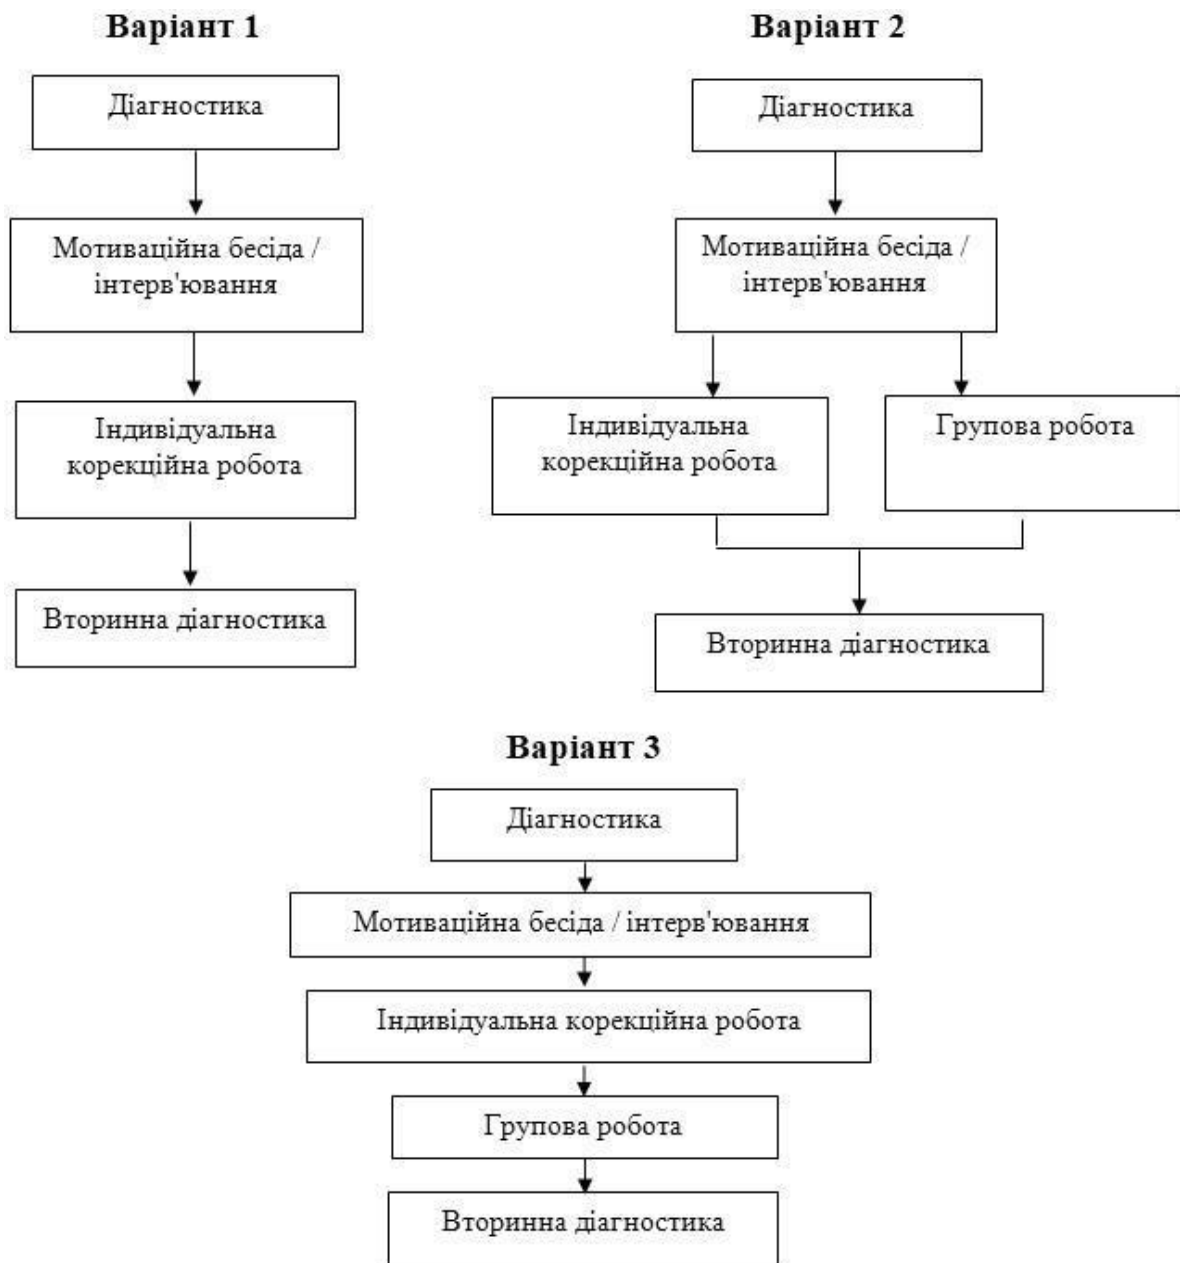 Варіант 1
Діагностика
Мотиваційна бесіда /
інтерв'ювання
Індивідуальна
корекційна робота
Вторинна діагностика
Варіант 2
Діагностика
Мотиваційна бесіда /
інтерв'ювання
Індивідуальна
корекційна робота
Групова робота
Вторинна діагностика
Варіант 3
Діагностика
Мотиваційна бесіда / інтерв'ювання
Індивідуальна корекційна робота
Групова робота
Вторинна діагностика